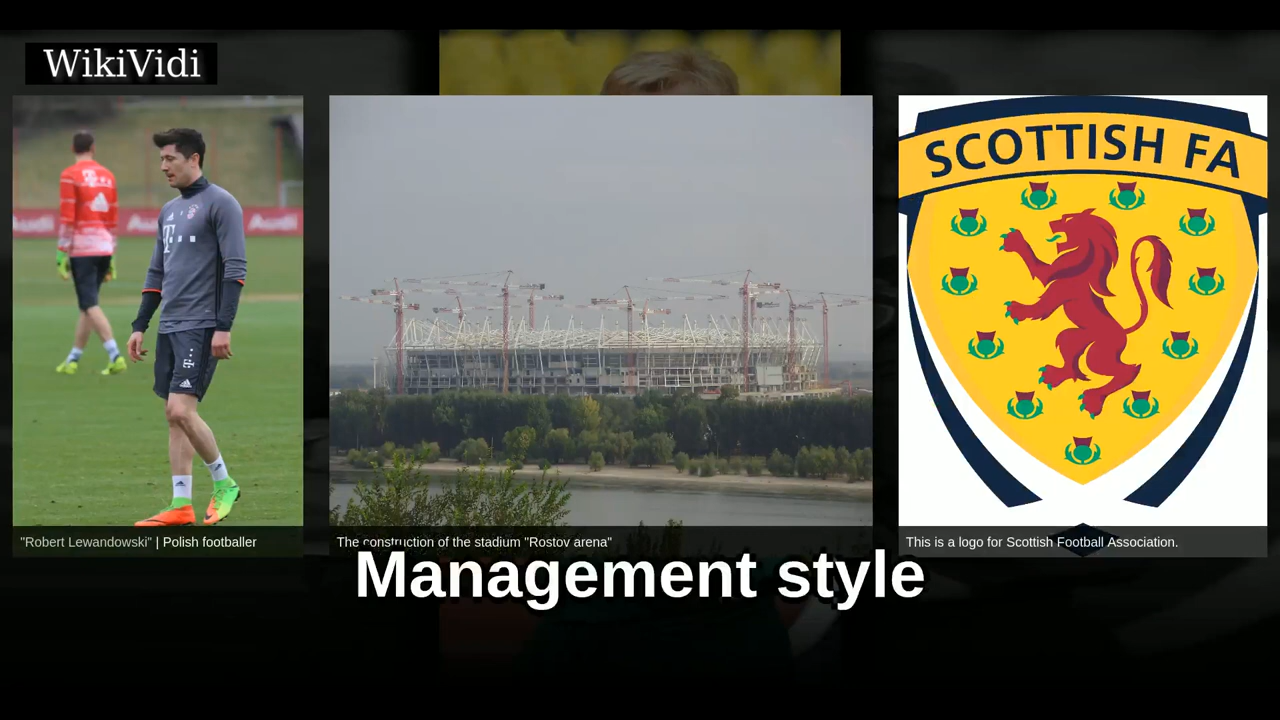 WikiVidi
SCOTTISH FA
Audi
T
"Robert Lewandowski" | Polish footballer
The construction of the stadium "Rostov arena"
This is a logo for Scottish Football Association.
Management style